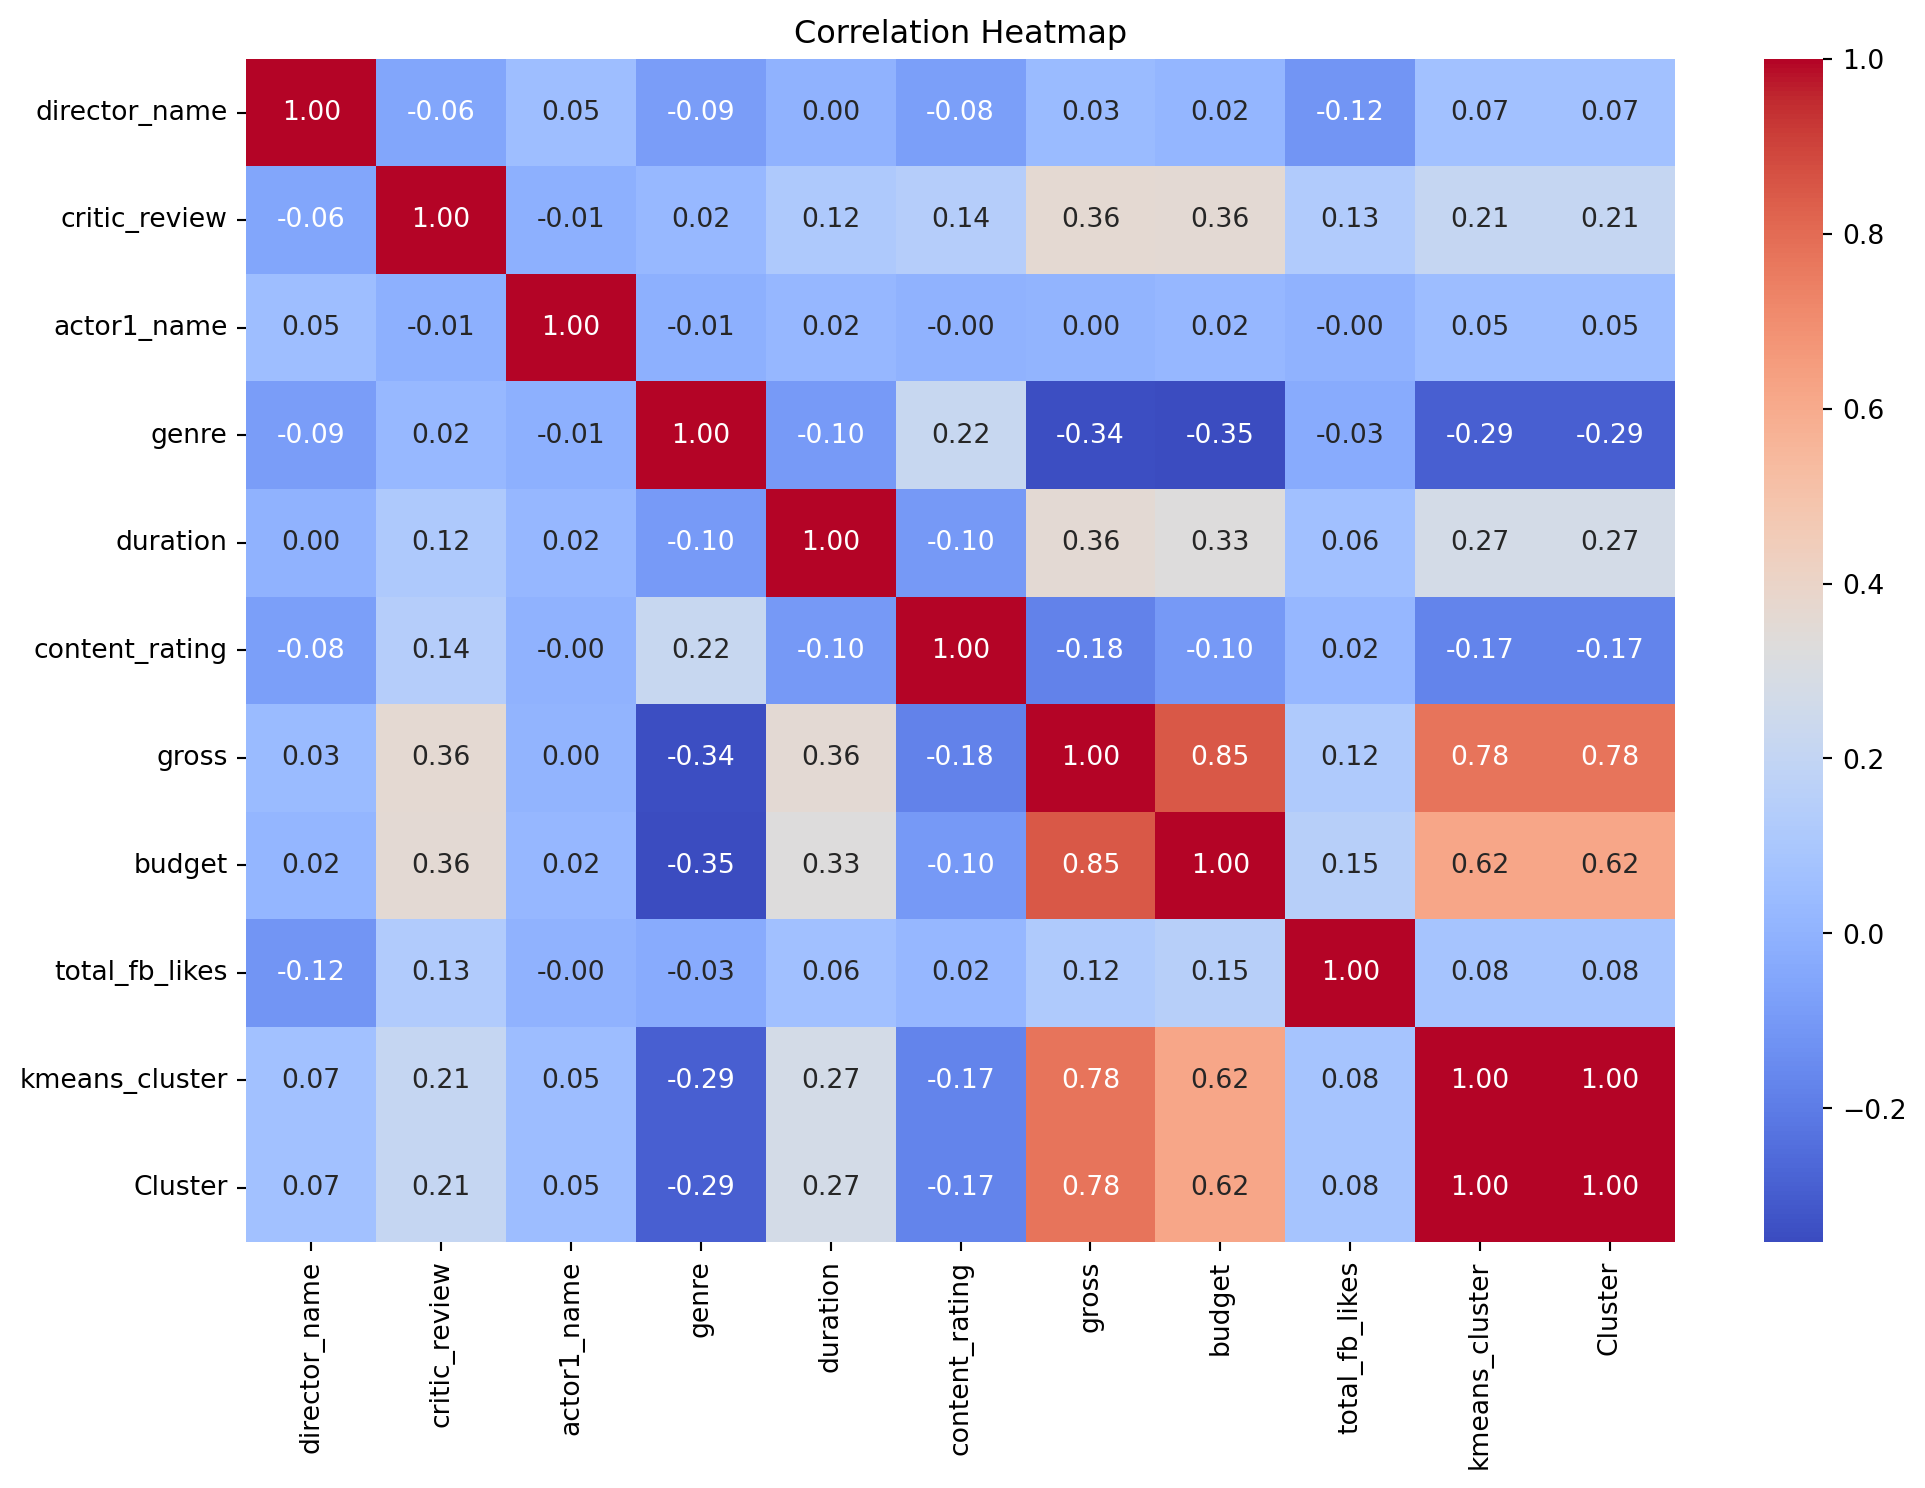 Correlation Heatmap
director_name 1.00 -0.06 0.05 -0.09 0.00 -0.08 0.03 0.02 -0.12 0.07 0.07
critic_review -0.06 1.00 -0.01 0.02 0.12 0.14 0.36 0.36 0.13 0.21 0.21
actor1_name 0.05 -0.01 1.00 -0.01 0.02 -0.00 0.00 0.02 -0.00 0.05 0.05
genre -0.09 0.02 -0.01 1.00 -0.10 0.22 -0.34 -0.35 -0.03 -0.29 -0.29
duration 0.00 0.12 0.02 -0.10 1.00 -0.10 0.36 0.33 0.06 0.27 0.27
content_rating -0.08 0.14 -0.00 0.22 -0.10 1.00 -0.18 -0.10 0.02 -0.17 -0.17
gross 0.03 0.36 0.00 -0.34 0.36 -0.18 1.00 0.85 0.12 0.78 0.78
budget 0.02 0.36 0.02 -0.35 0.33 -0.10 0.85 1.00 0.15 0.62 0.62
total_fb_likes -0.12 0.13 -0.00 -0.03 0.06 0.02 0.12 0.15 1.00 0.08 0.08
kmeans_cluster 0.07 0.21 0.05 -0.29 0.27 -0.17 0.78 0.62 0.08 1.00 1.00
Cluster 0.07 0.21 0.05 -0.29 0.27 -0.17 0.78 0.62 0.08 1.00 1.00
director_name
critic_review
actor1_name
genre
duration
content_rating
gross
budget
total_fb_likes
kmeans_cluster
Cluster
1.0
0.8
0.6
0.4
0.2
0.0
−0.2